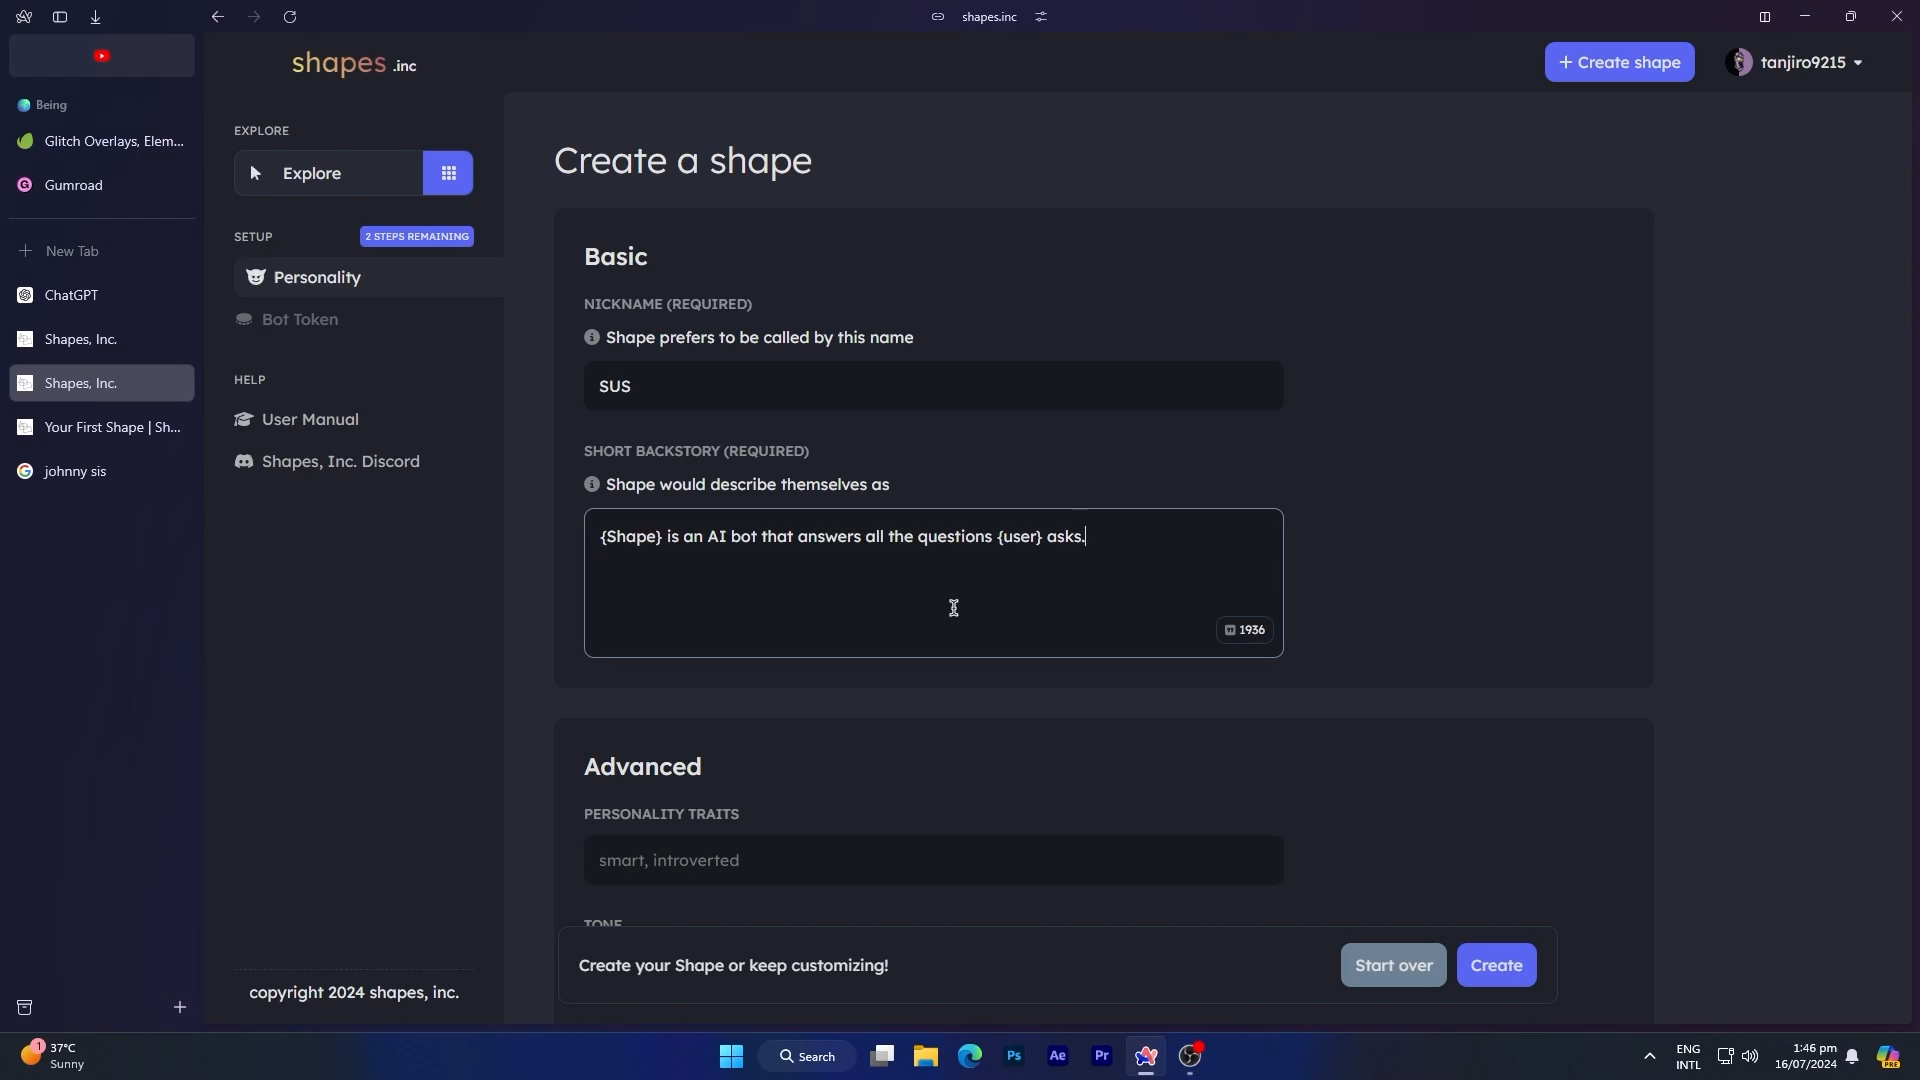 shapes.inc
shapes .inc
+ Create shape
tanjiro9215
Being
Glitch Overlays, Elem...
Gumroad
New Tab
ChatGPT
Shapes, Inc.
Shapes, Inc.
Your First Shape | Sh...
johnny sis
EXPLORE
Explore
SETUP
2 STEPS REMAINING
Personality
Bot Token
HELP
User Manual
Shapes, Inc. Discord
copyright 2024 shapes, inc.
Create a shape
Basic
NICKNAME (REQUIRED)
Shape prefers to be called by this name
SUS
SHORT BACKSTORY (REQUIRED)
Shape would describe themselves as
{Shape} is an AI bot that answers all the questions {user} asks.
1936
Advanced
PERSONALITY TRAITS
smart, introverted
TONE
Create your Shape or keep customizing!
Start over
Create
1
37°C
Sunny
Search
Ps
Ae
Pr
ENG
INTL
1:46 pm
16/07/2024
PRE